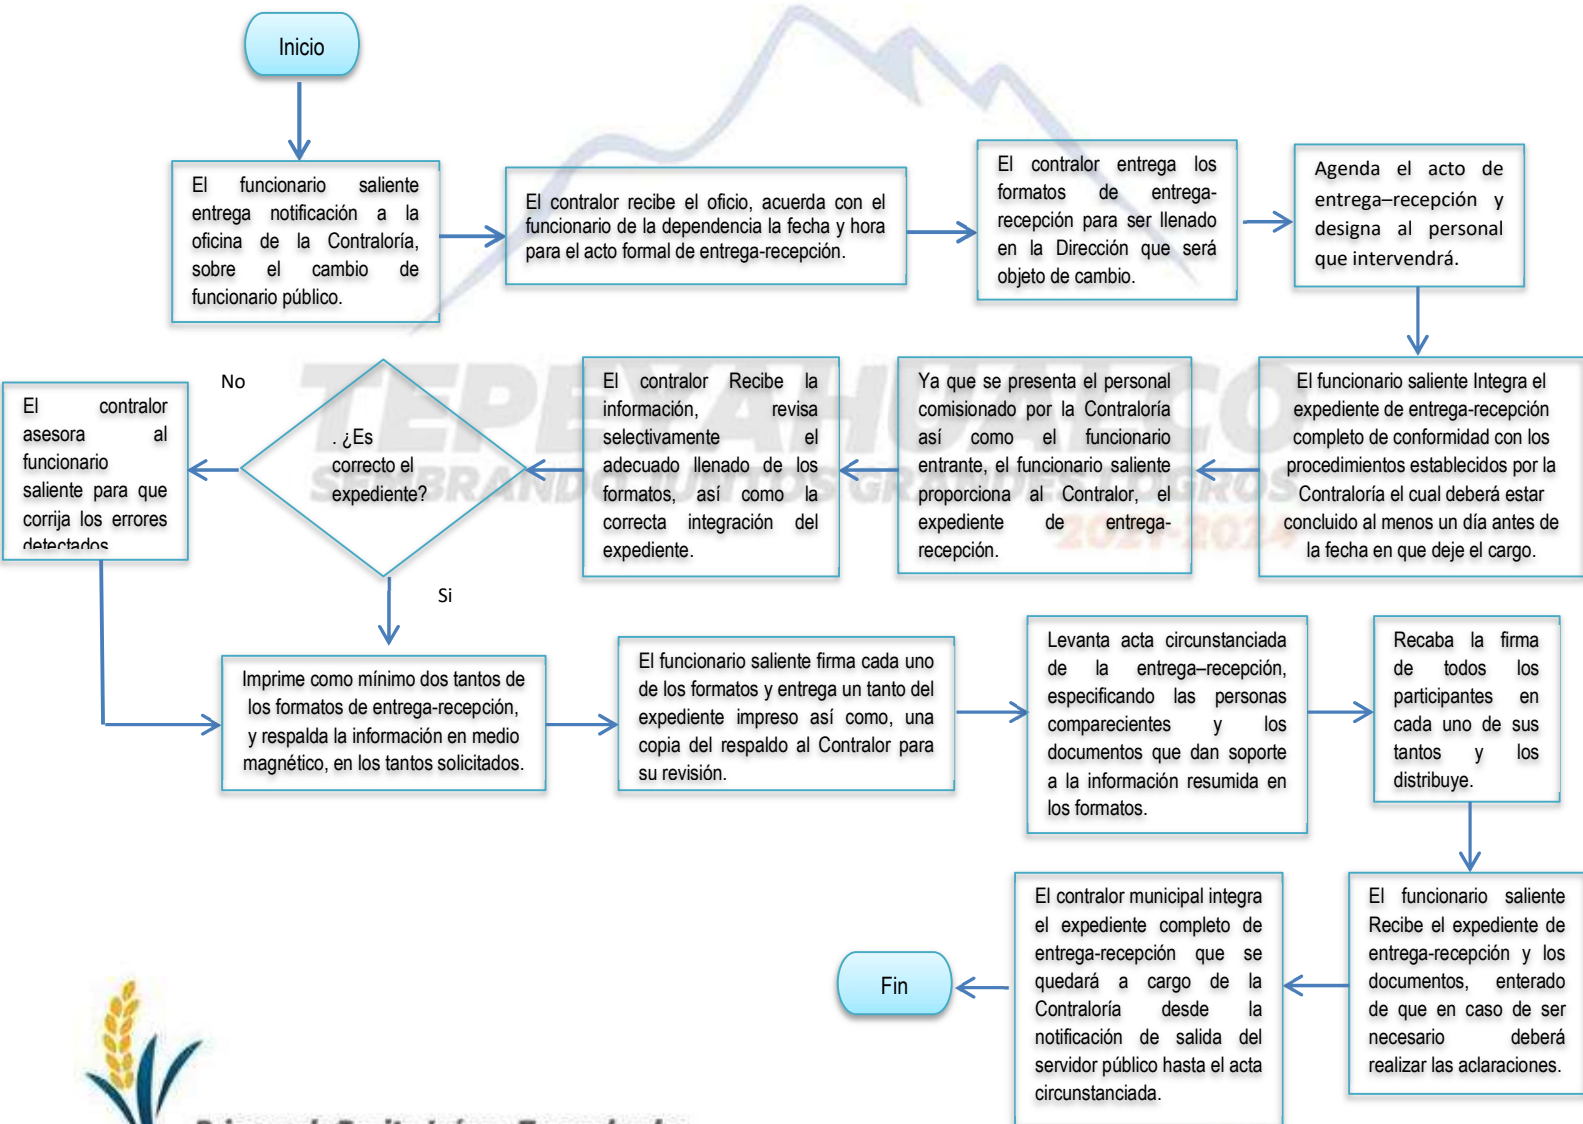 Inicio
El funcionario saliente
entrega notificación a la
oficina de la Contraloría,
sobre el cambio de
funcionario público.
El contralor recibe el oficio, acuerda con el
funcionario de la dependencia la fecha y hora
para el acto formal de entrega-recepción.
El contralor entrega los
formatos de entrega-
recepción para ser llenado
en la Dirección que será
objeto de cambio.
Agenda el acto de
entrega–recepción y
designa al personal
que intervendrá.
El funcionario saliente Integra el
expediente de entrega-recepción
completo de conformidad con los
procedimientos establecidos por la
Contraloría el cual deberá estar
concluido al menos un día antes de
la fecha en que deje el cargo.
Ya que se presenta el personal
comisionado por la Contraloría
así como el funcionario
entrante, el funcionario saliente
proporciona al Contralor, el
expediente de entrega-
recepción.
El contralor Recibe la
información, revisa
selectivamente el
adecuado llenado de los
formatos, así como la
correcta integración del
expediente.
. ¿Es
correcto el
expediente?
No
El contralor
asesora al
funcionario
saliente para que
corrija los errores
detectados
Si
Imprime como mínimo dos tantos de
los formatos de entrega-recepción,
y respalda la información en medio
magnético, en los tantos solicitados.
El funcionario saliente firma cada uno
de los formatos y entrega un tanto del
expediente impreso así como, una
copia del respaldo al Contralor para
su revisión.
Levanta acta circunstanciada
de la entrega–recepción,
especificando las personas
comparecientes y los
documentos que dan soporte
a la información resumida en
los formatos.
Recaba la firma
de todos los
participantes en
cada uno de sus
tantos y los
distribuye.
El funcionario saliente
Recibe el expediente de
entrega-recepción y los
documentos, enterado
de que en caso de ser
necesario deberá
realizar las aclaraciones.
El contralor municipal integra
el expediente completo de
entrega-recepción que se
quedará a cargo de la
Contraloría desde la
notificación de salida del
servidor público hasta el acta
circunstanciada.
Fin
TEPEYAHUALCO
SEMBRANDO JUNTOS GRANDES LOGROS
2021-2024